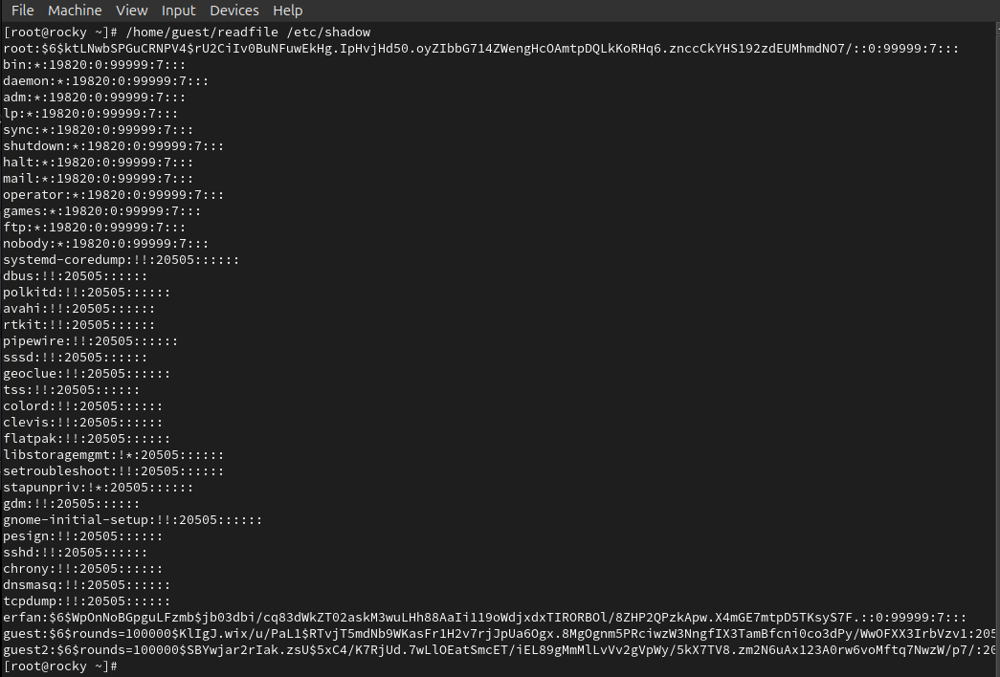 File Machine View Input Devices Help
[root@rocky ~]# /home/guest/readfile /etc/shadow
root:$6$ktLNwbSPGuCRNPV4$rU2CiIv0BuNFuwEkHg.IpHvjHd50.oyZIbbG714ZWengHcOAmtpDQLkKoRHq6.znccCkYHS192zdEUMhmdNO7/::0:99999:7:::
bin:*:19820:0:99999:7:::
daemon:*:19820:0:99999:7:::
adm:*:19820:0:99999:7:::
lp:*:19820:0:99999:7:::
sync:*:19820:0:99999:7:::
shutdown:*:19820:0:99999:7:::
halt:*:19820:0:99999:7:::
mail:*:19820:0:99999:7:::
operator:*:19820:0:99999:7:::
games:*:19820:0:99999:7:::
ftp:*:19820:0:99999:7:::
nobody:*:19820:0:99999:7:::
systemd-coredump:!!:20505::::::
dbus:!!:20505::::::
polkitd:!!:20505::::::
avahi:!!:20505::::::
rtkit:!!:20505::::::
pipewire:!!:20505::::::
sssd:!!:20505::::::
geoclue:!!:20505::::::
tss:!!:20505::::::
colord:!!:20505::::::
clevis:!!:20505::::::
flatpak:!!:20505::::::
libstoragemgmt:!*:20505::::::
setroubleshoot:!!:20505::::::
stapunpriv:!*:20505::::::
gdm:!!:20505::::::
gnome-initial-setup:!!:20505::::::
pesign:!!:20505::::::
sshd:!!:20505::::::
chrony:!!:20505::::::
dnsmasq:!!:20505::::::
tcpdump:!!:20505::::::
erfan:$6$WpOnNoBGpguLFzmb$jb03dbi/cq83dWkZT02askM3wuLHh88AaIi119oWdjxdxTIRORBOl/8ZHP2QPzkApw.X4mGE7mtpD5TKsyS7F.::0:99999:7:::
guest:$6$rounds=100000$KlIgJ.wix/u/PaL1$RTvjT5mdNb9WKasFr1H2v7rjJpUa6Ogx.8MgOgnm5PRciwzW3NngfIX3TamBfcni0co3dPy/WwOFXX3IrbVzv1:205
guest2:$6$rounds=100000$SBYwjar2rIak.zsU$5xC4/K7RjUd.7wLlOEatSmcET/iEL89gMmMlLvVv2gVpWy/5kX7TV8.zm2N6uAx123A0rw6voMftq7NwzW/p7/:20
[root@rocky ~]#